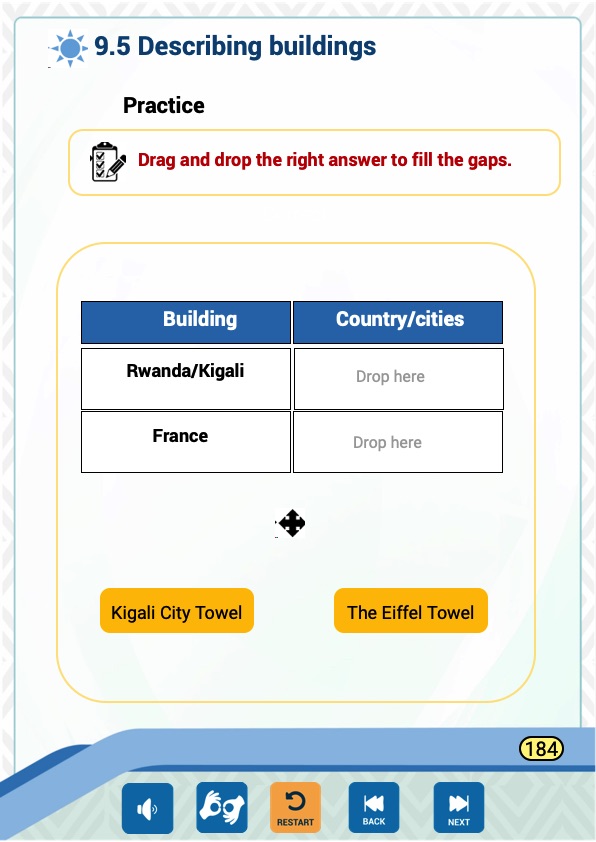 9.5 Describing buildings
Practice
Drag and drop the right answer to fill the gaps.
Building Country/cities
Rwanda/Kigali Drop here
France Drop here
Kigali City Towel The Eiffel Towel
184
RESTART BACK NEXT